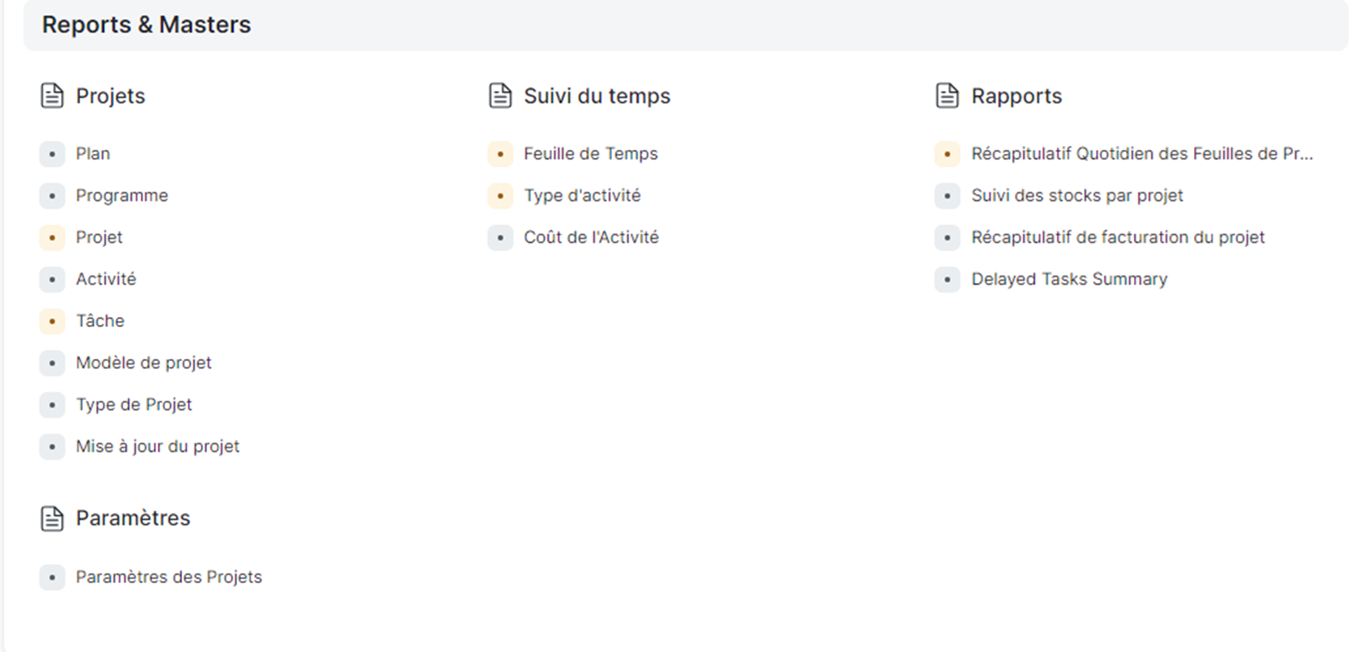 Reports & Masters
Projets
Plan
Programme
Projet
Activité
Tâche
Modèle de projet
Type de Projet
Mise à jour du projet
Paramètres
Paramètres des Projets
Suivi du temps
Feuille de Temps
Type d'activité
Coût de l'Activité
Rapports
Récapitulatif Quotidien des Feuilles de Pr...
Suivi des stocks par projet
Récapitulatif de facturation du projet
Delayed Tasks Summary